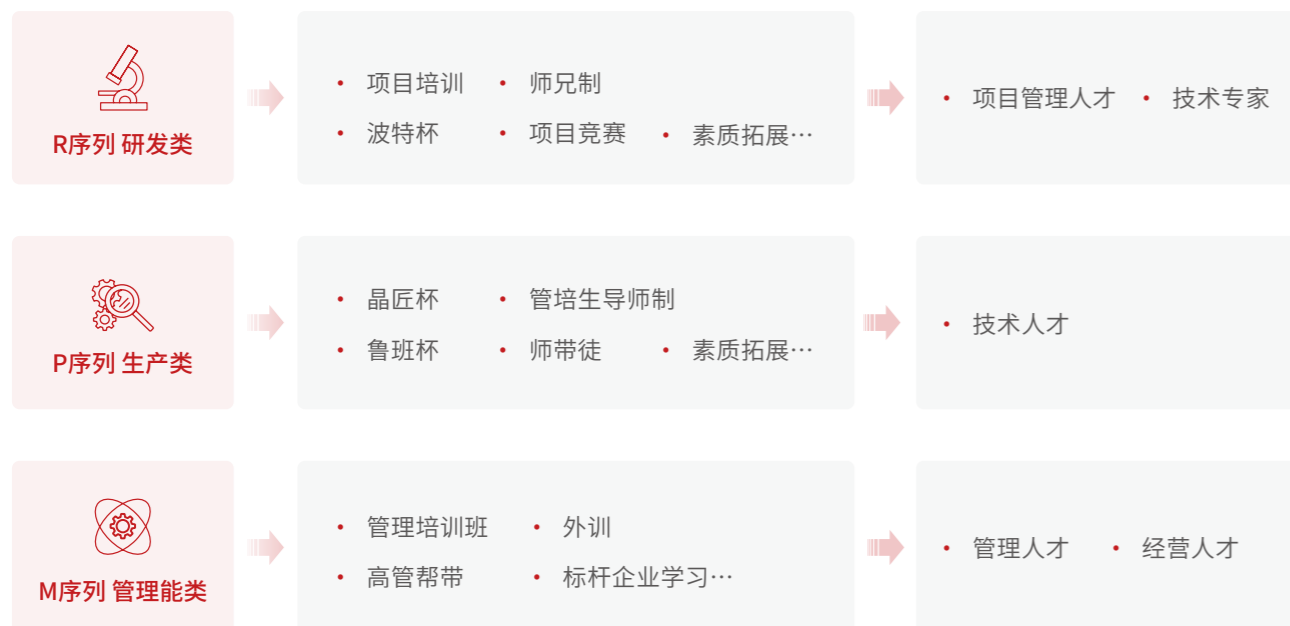 • 项目培训 • 师兄制
• 波特杯 • 项目竞赛 • 素质拓展…
R序列 研发类
• 项目管理人才 • 技术专家
• 晶匠杯 • 管培生导师制
• 鲁班杯 • 师带徒 • 素质拓展…
P序列 生产类
• 技术人才
• 管理培训班 • 外训
• 高管帮带 • 标杆企业学习…
M序列 管理能类
• 管理人才 • 经营人才